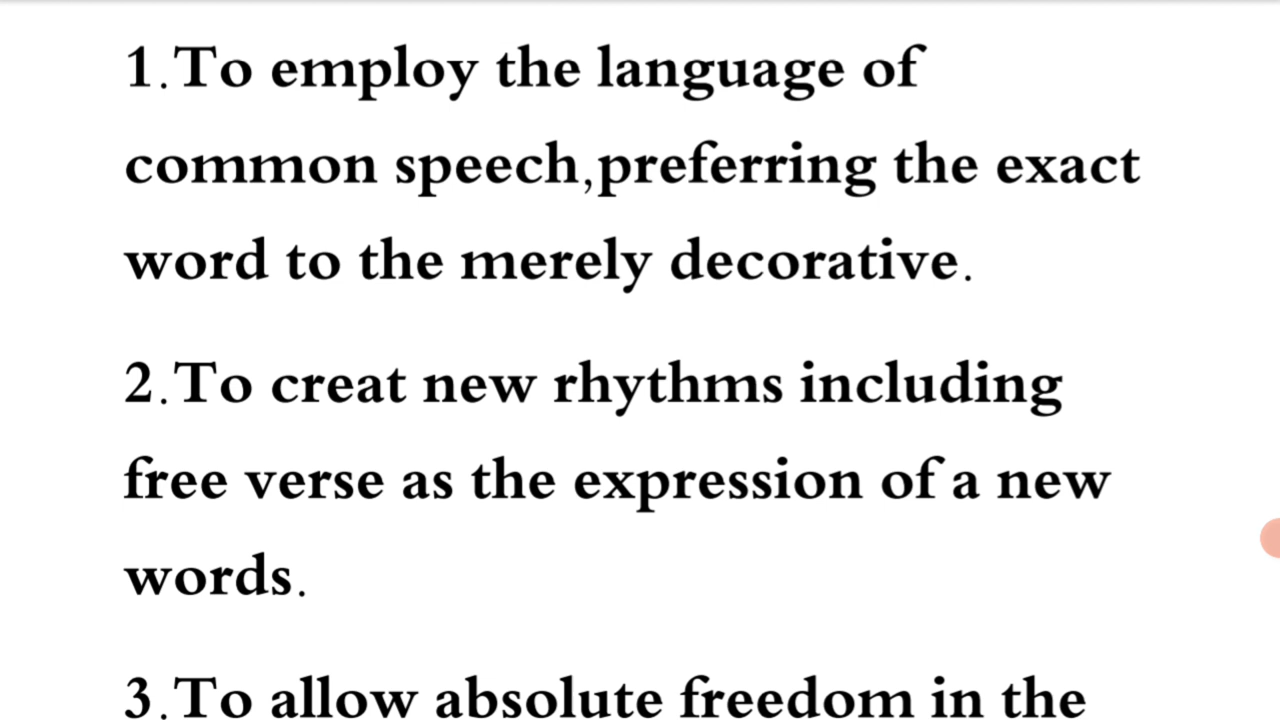 1.To employ the language of
common speech,preferring the exact
word to the merely decorative.
2.To creat new rhythms including
free verse as the expression of a new
words.
3.To allow absolute freedom in the